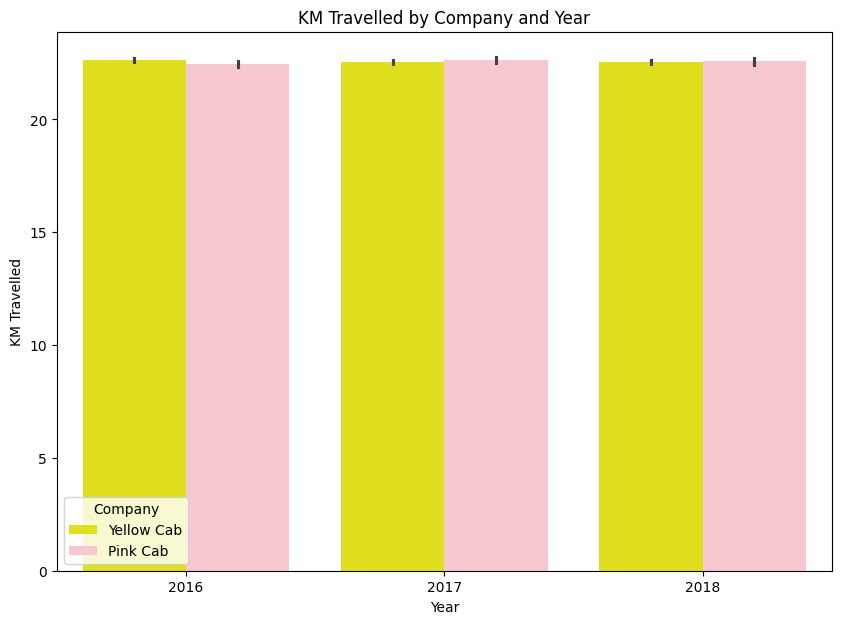 KM Travelled by Company and Year
KM Travelled
20
15
10
5
0
Company
Yellow Cab
Pink Cab
2016
2017
2018
Year